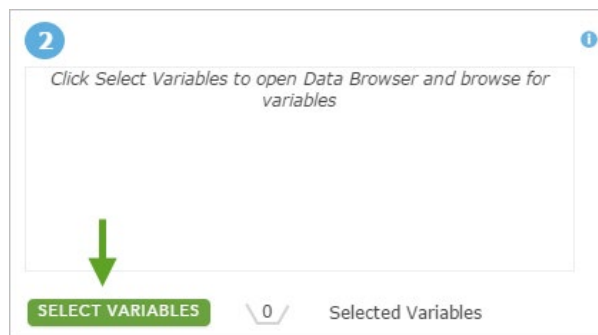 2
i
Click Select Variables to open Data Browser and browse for
variables
SELECT VARIABLES 0 Selected Variables